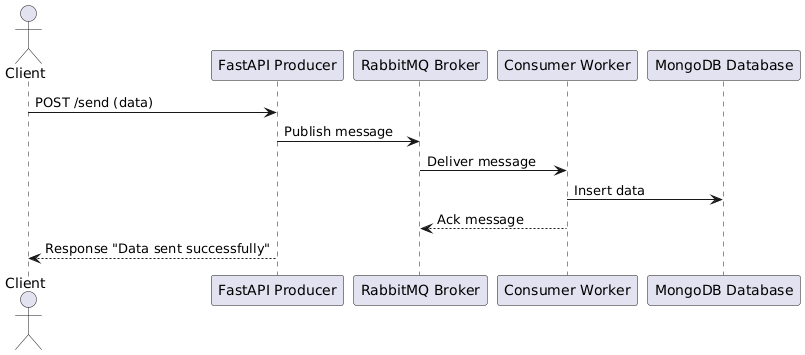 Client
FastAPI Producer
RabbitMQ Broker
Consumer Worker
MongoDB Database
POST /send (data)
Publish message
Deliver message
Insert data
Ack message
Response "Data sent successfully"
Client
FastAPI Producer
RabbitMQ Broker
Consumer Worker
MongoDB Database